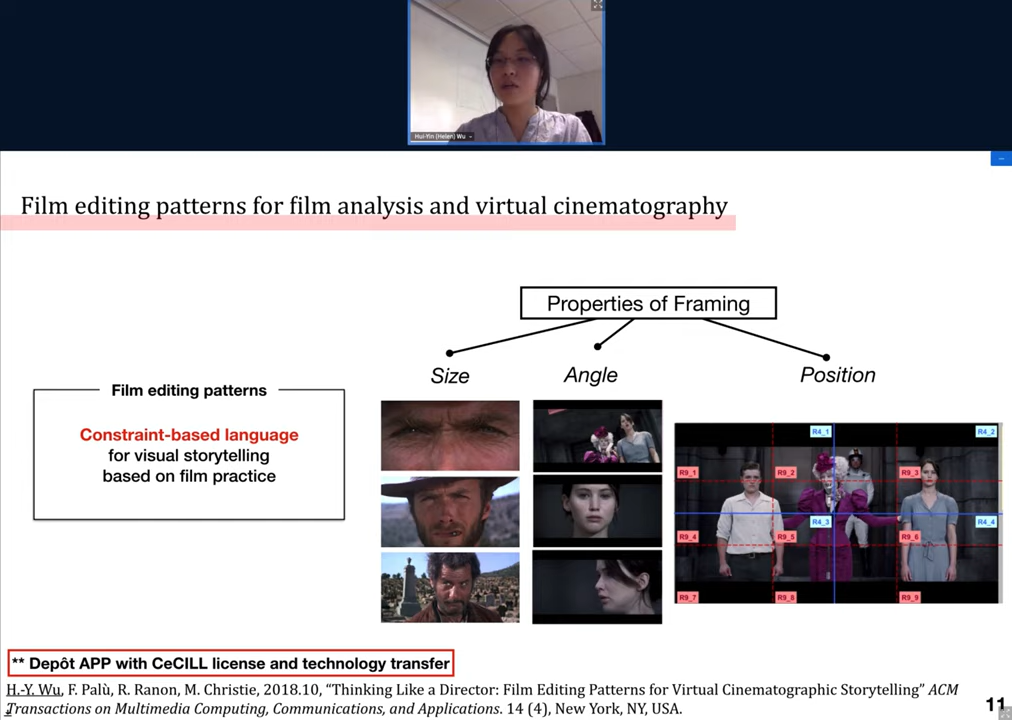 Hui-Yin (Helen) Wu
Film editing patterns for film analysis and virtual cinematography
Properties of Framing
Size
Angle
Position
Film editing patterns
Constraint-based language
for visual storytelling
based on film practice
R4_1
R4_2
R9_1
R9_2
R9_3
R4_3
R4_4
R9_4
R9_5
R9_6
R9_7
R9_8
R9_9
** Depôt APP with CeCILL license and technology transfer
H.-Y. Wu, F. Palù, R. Ranon, M. Christie, 2018.10, “Thinking Like a Director: Film Editing Patterns for Virtual Cinematographic Storytelling” ACM
Transactions on Multimedia Computing, Communications, and Applications. 14 (4), New York, NY, USA.
11